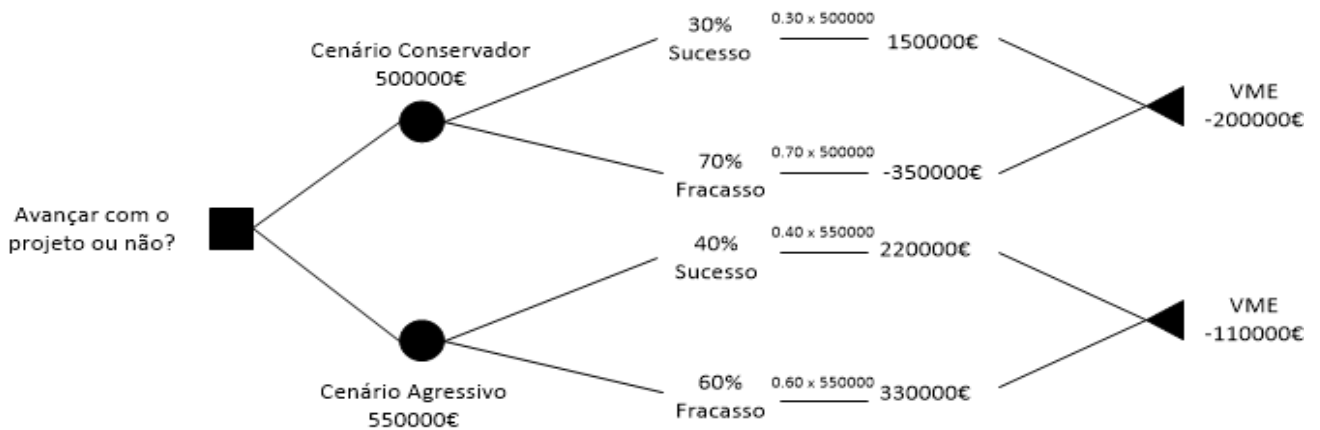 Avançar com o
projeto ou não?
Cenário Conservador
500000€
30%
Sucesso
0.30 x 500000
150000€
70%
Fracasso
0.70 x 500000
-350000€
VME
-200000€
Cenário Agressivo
550000€
40%
Sucesso
0.40 x 550000
220000€
60%
Fracasso
0.60 x 550000
330000€
VME
-110000€